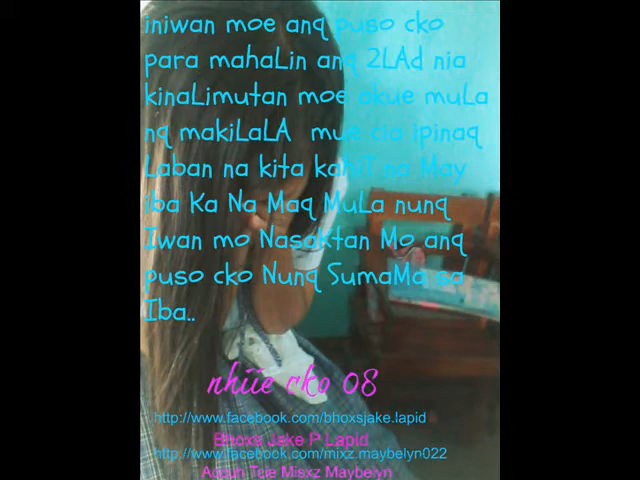 iniwan moe anq puso cko
para mahaLin anq 2LAd nia
kinaLimutan moe akue muLa
nq makiLaLA mue cia ipinaq
Laban na kita kahiT na May
iba Ka Na Maq MuLa nunq
Iwan mo Nasaktan Mo anq
puso cko Nunq SumaMa sa
Iba..
nhiie ako 08
http://www.facebook.com/bhoxsjake.lapid
Bhoxs Jake P Lapid
http://www.facebook.com/mixz.maybelyn022
Misxz Maybelyn